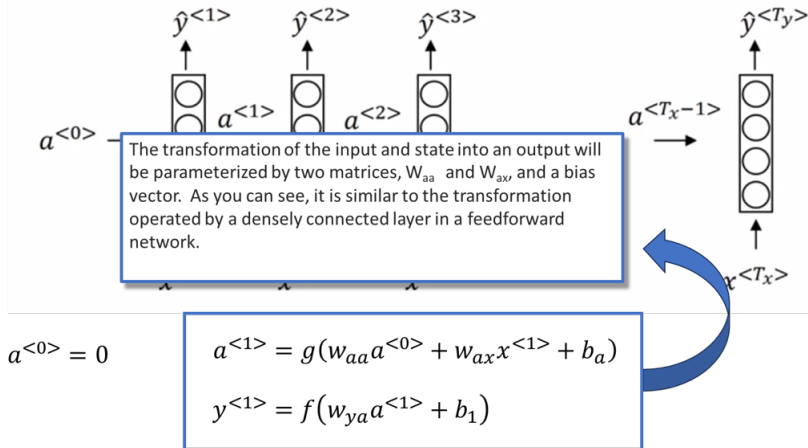 ŷ<1> ŷ<2> ŷ<3> ŷ<Ty>
a<0> a<1> a<2> a<Tx−1>
The transformation of the input and state into an output will
be parameterized by two matrices, Waa and Wax, and a bias
vector. As you can see, it is similar to the transformation
operated by a densely connected layer in a feedforward
network.
x<Tx>
a<0> = 0
a<1> = g(waaa<0> + waxx<1> + ba)
y<1> = f(wyaa<1> + b1)